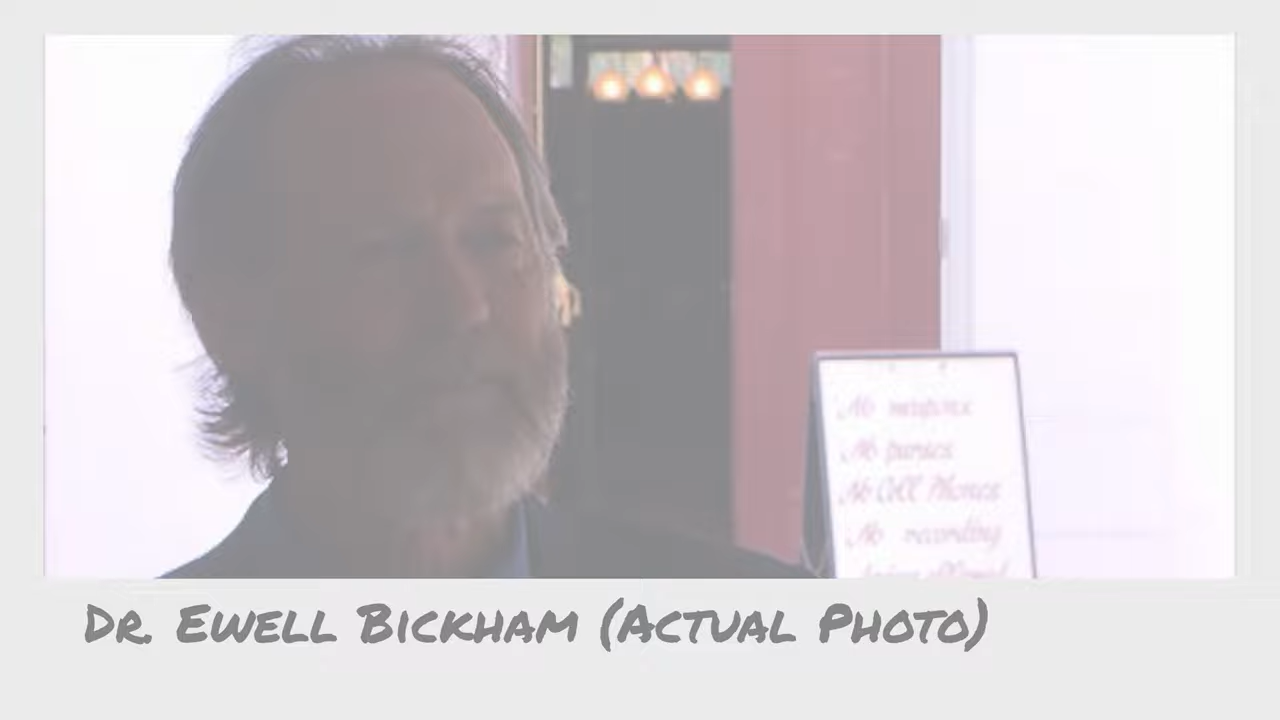 No weapons
No purses
No Cell Phones
No recording
Dr. Ewell Bickham (Actual Photo)